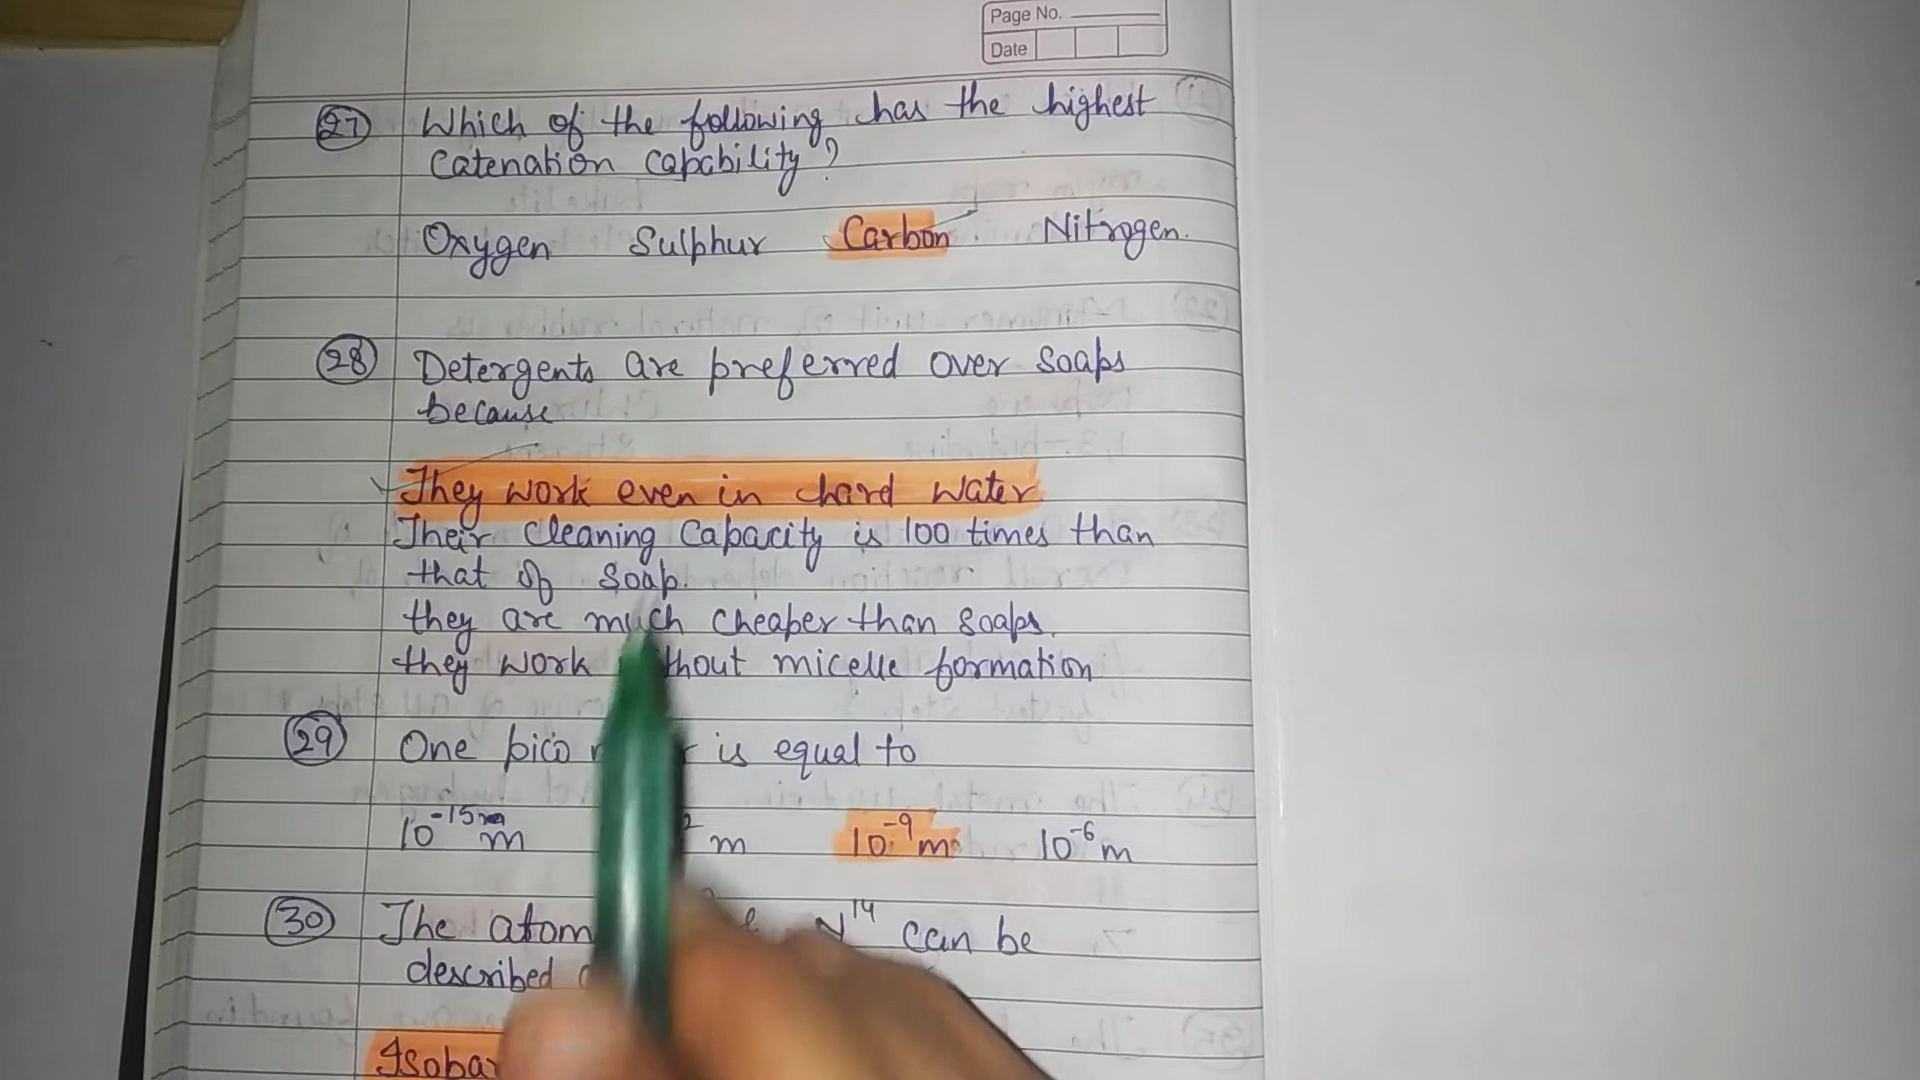 Page No.
Date
27 Which of the following has the highest
Catenation capability?
Oxygen Sulphur Carbon Nitrogen.
28 Detergents are preferred over soaps
because
They work even in hard water
Their cleaning capacity is 100 times than
that of soap.
they are much cheaper than soaps.
they work thout micelle formation
29 One pico is equal to
10⁻¹⁵m ² m 10⁻⁹m 10⁻⁶m
30 The atom N¹⁴ can be
described
Isobar